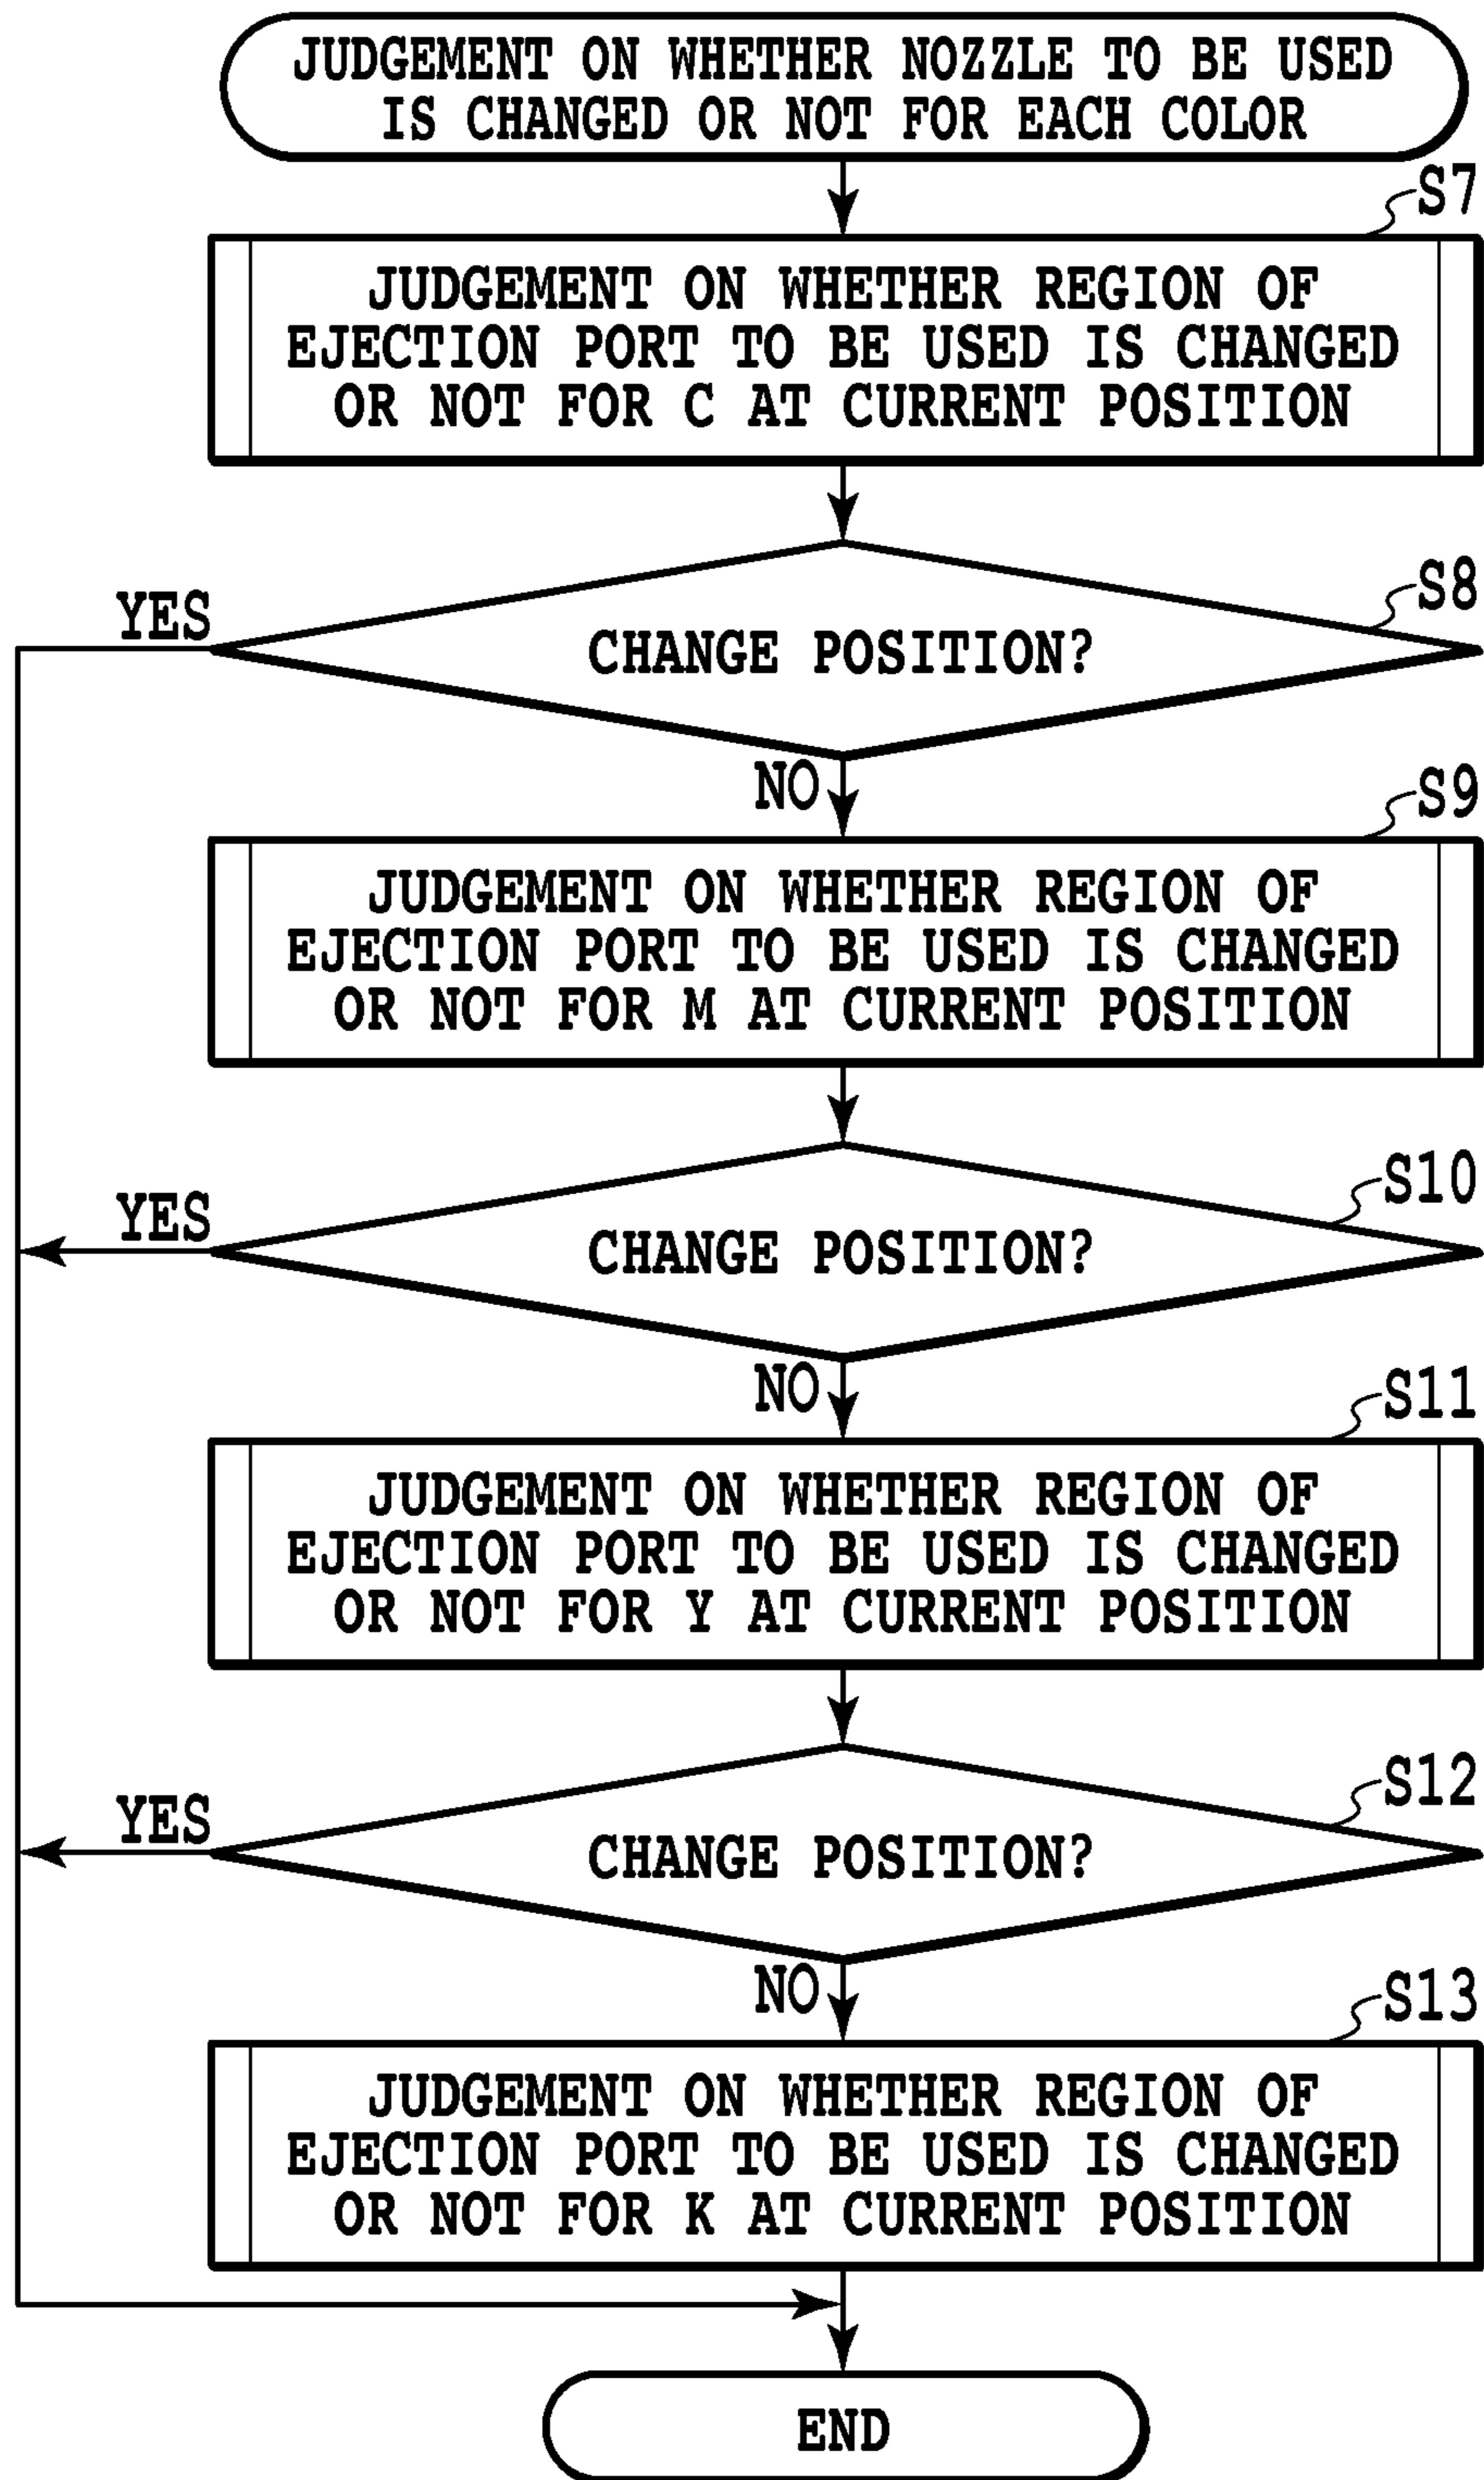 JUDGEMENT ON WHETHER NOZZLE TO BE USED
IS CHANGED OR NOT FOR EACH COLOR
S7
JUDGEMENT ON WHETHER REGION OF
EJECTION PORT TO BE USED IS CHANGED
OR NOT FOR C AT CURRENT POSITION
S8
YES
CHANGE POSITION?
NO
S9
JUDGEMENT ON WHETHER REGION OF
EJECTION PORT TO BE USED IS CHANGED
OR NOT FOR M AT CURRENT POSITION
S10
YES
CHANGE POSITION?
NO
S11
JUDGEMENT ON WHETHER REGION OF
EJECTION PORT TO BE USED IS CHANGED
OR NOT FOR Y AT CURRENT POSITION
S12
YES
CHANGE POSITION?
NO
S13
JUDGEMENT ON WHETHER REGION OF
EJECTION PORT TO BE USED IS CHANGED
OR NOT FOR K AT CURRENT POSITION
END